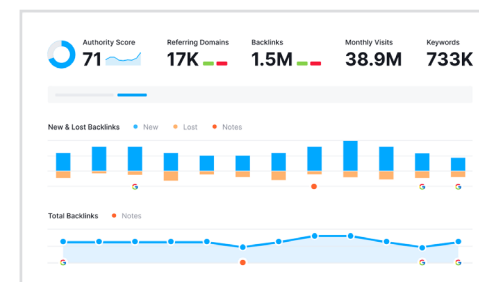 Authority Score
71
Referring Domains
17K
Backlinks
1.5M
Monthly Visits
38.9M
Keywords
733K
New & Lost Backlinks New Lost Notes
G
G G
Total Backlinks Notes
G G G